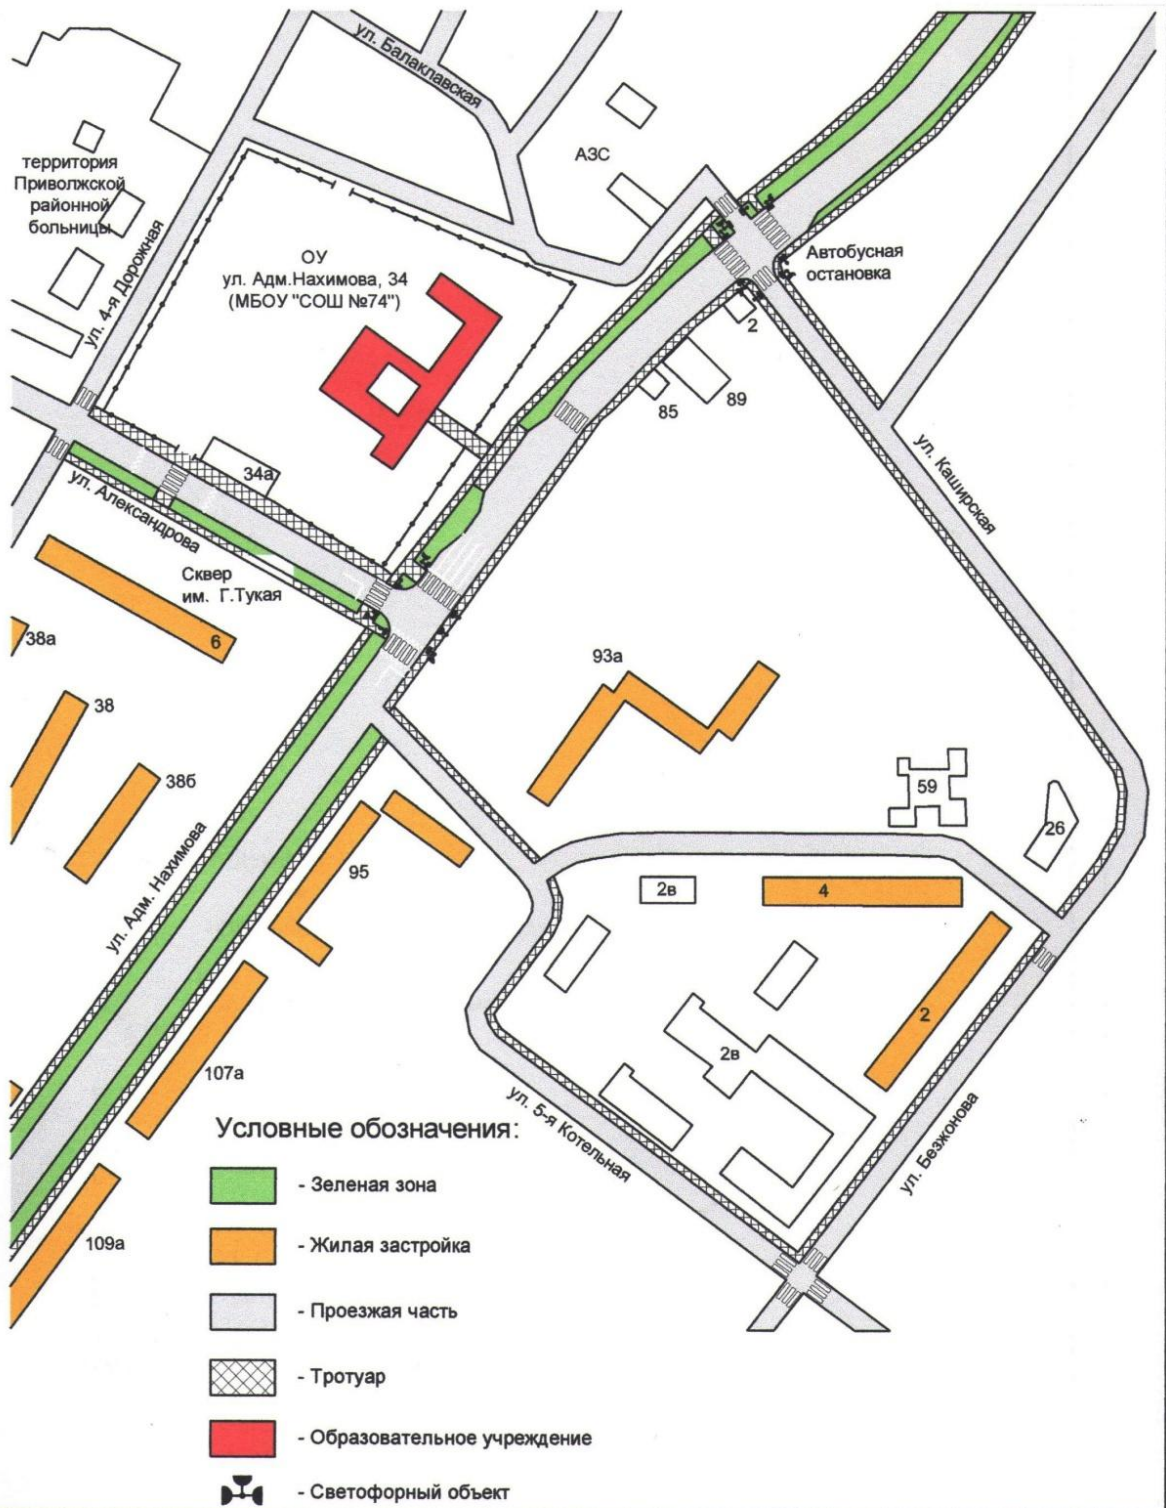 ул. Балаклавская
АЗС
территория
Приволжской
районной
больницы
ул. 4-я Дорожная
ОУ
ул. Адм.Нахимова, 34
(МБОУ "СОШ №74")
Автобусная
остановка
2
89
85
34а
ул. Каширская
ул. Александрова
Сквер
им. Г.Тукая
6
38а
38
38б
93а
59
26
ул. Адм. Нахимова
95
2в
4
2
2в
107а
ул. 5-я Котельная
ул. Безжонова
109а
Условные обозначения:
- Зеленая зона
- Жилая застройка
- Проезжая часть
- Тротуар
- Образовательное учреждение
- Светофорный объект